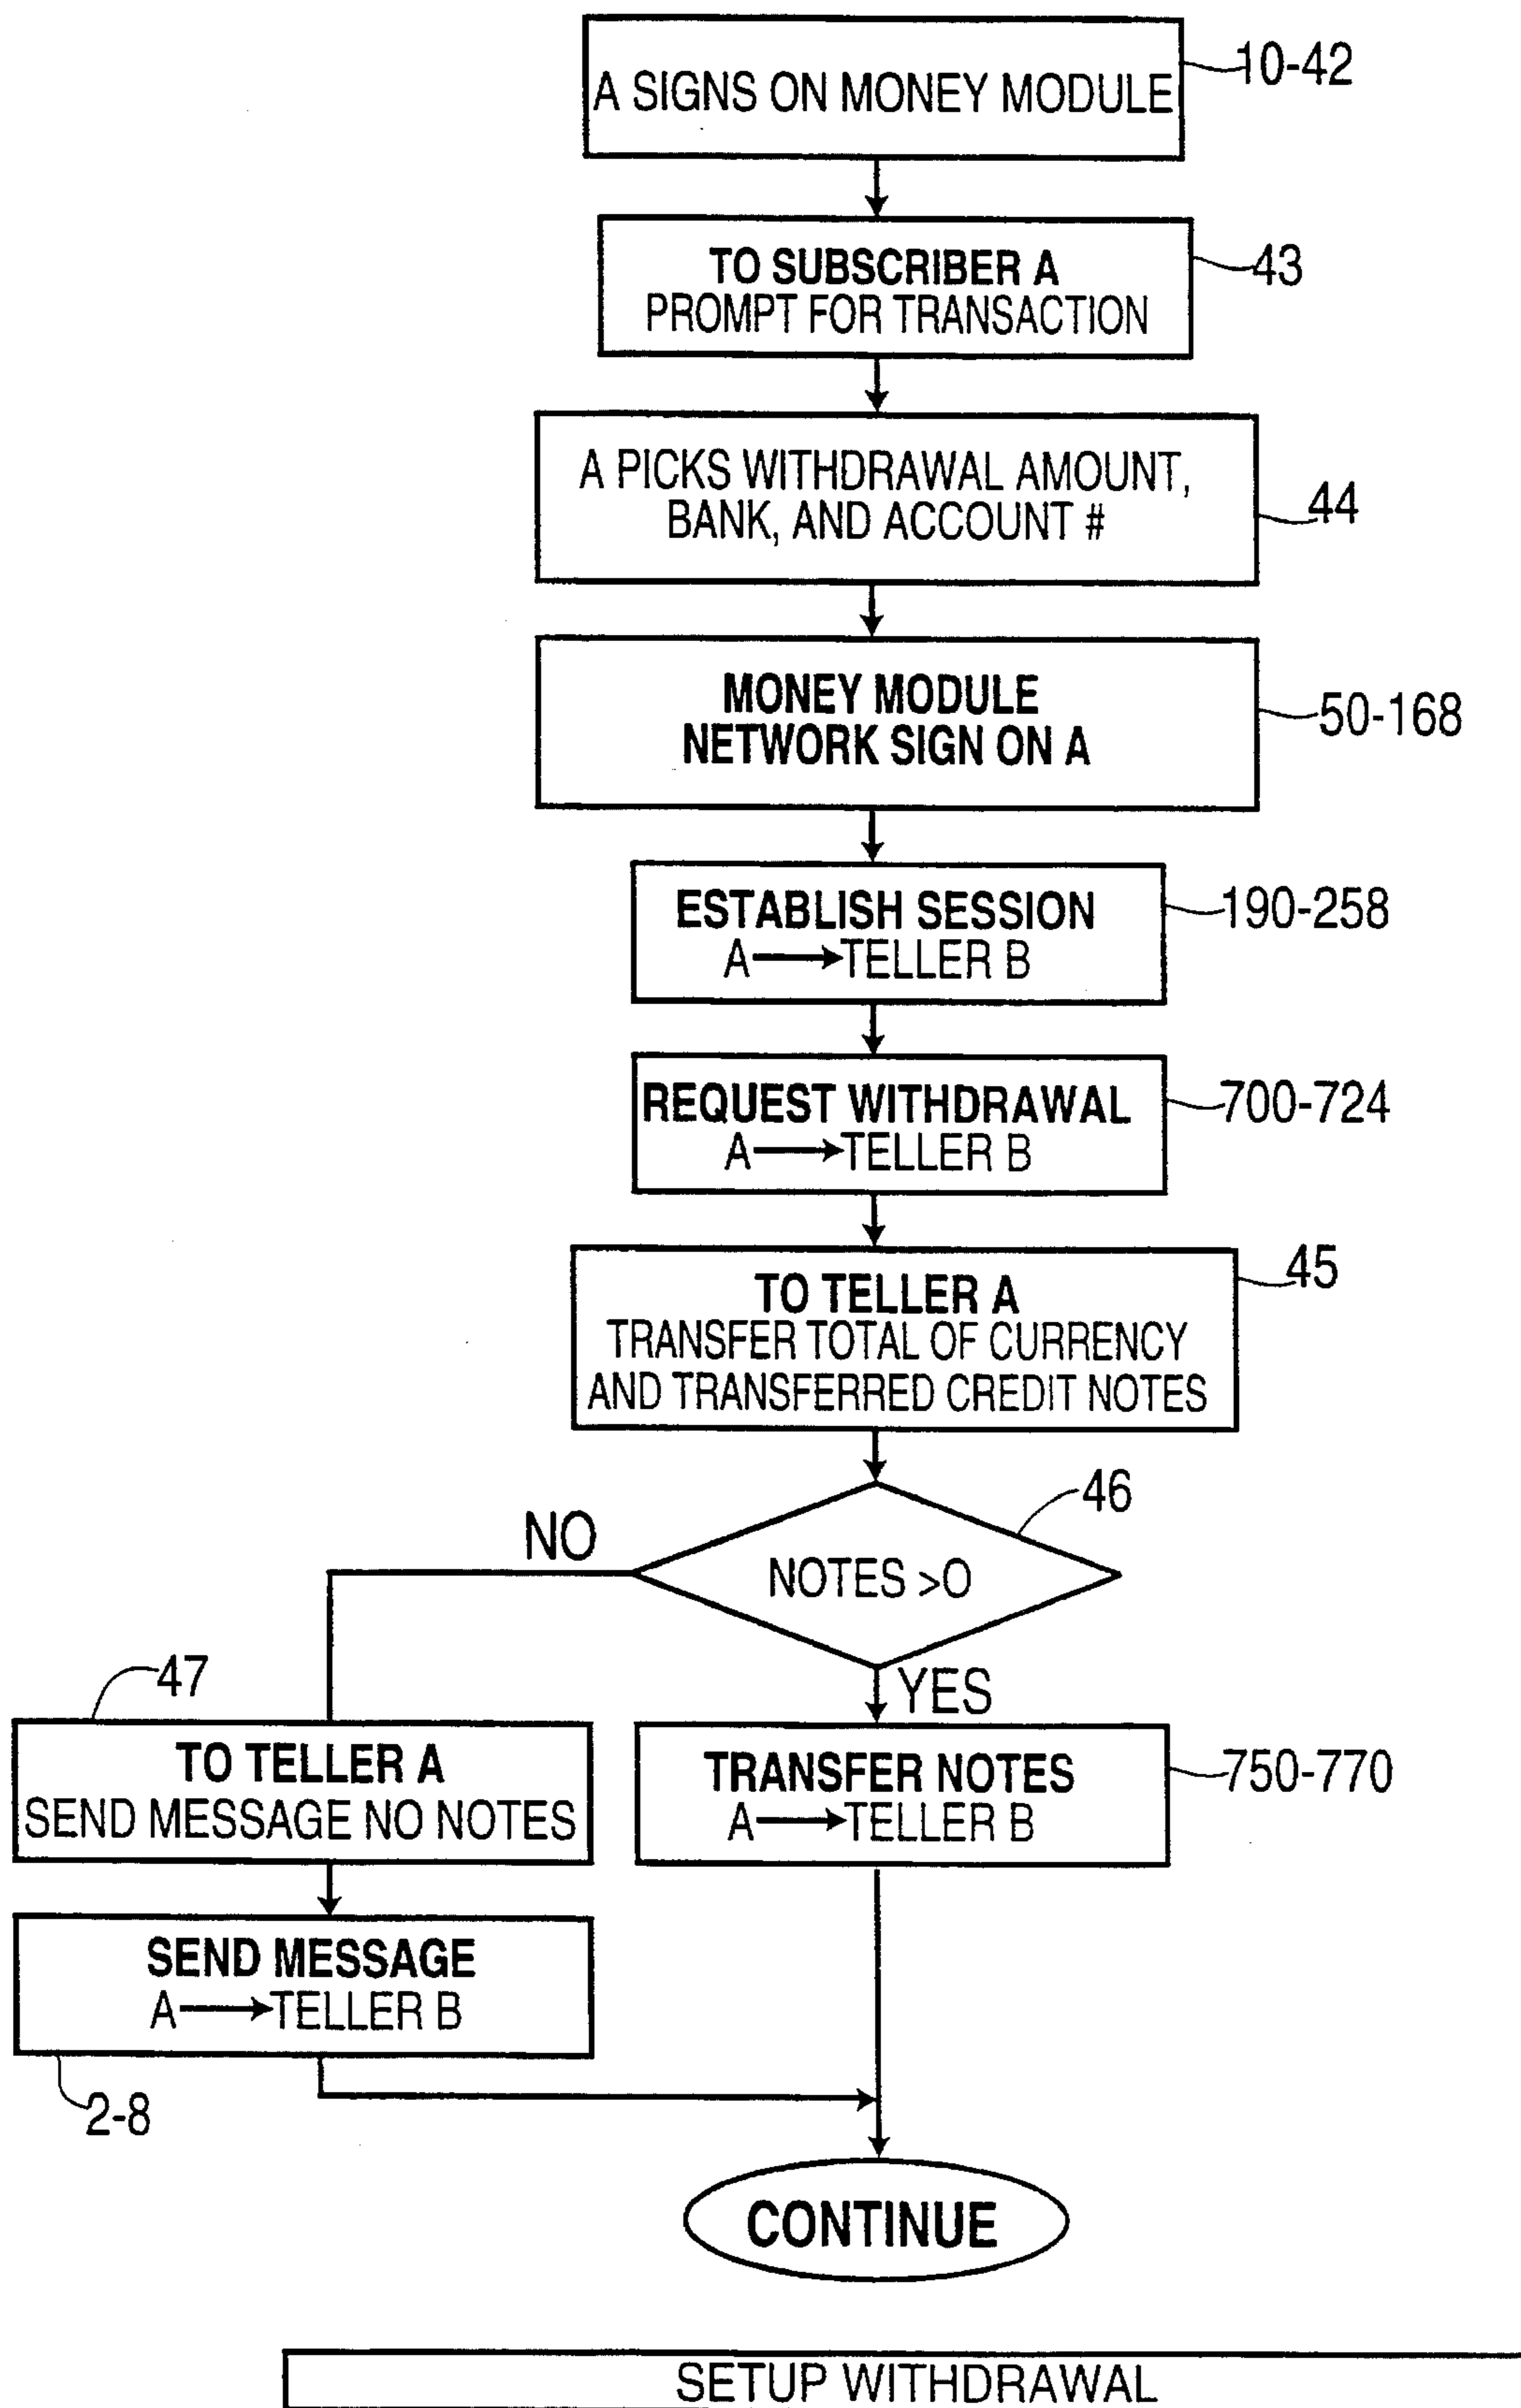 A SIGNS ON MONEY MODULE
10-42
TO SUBSCRIBER A
PROMPT FOR TRANSACTION
43
A PICKS WITHDRAWAL AMOUNT,
BANK, AND ACCOUNT #
44
MONEY MODULE
NETWORK SIGN ON A
50-168
ESTABLISH SESSION
A→TELLER B
190-258
REQUEST WITHDRAWAL
A→TELLER B
700-724
TO TELLER A
TRANSFER TOTAL OF CURRENCY
AND TRANSFERRED CREDIT NOTES
45
46
NOTES >O
NO
YES
47
TO TELLER A
SEND MESSAGE NO NOTES
TRANSFER NOTES
A→TELLER B
750-770
SEND MESSAGE
A→TELLER B
2-8
CONTINUE
SETUP WITHDRAWAL